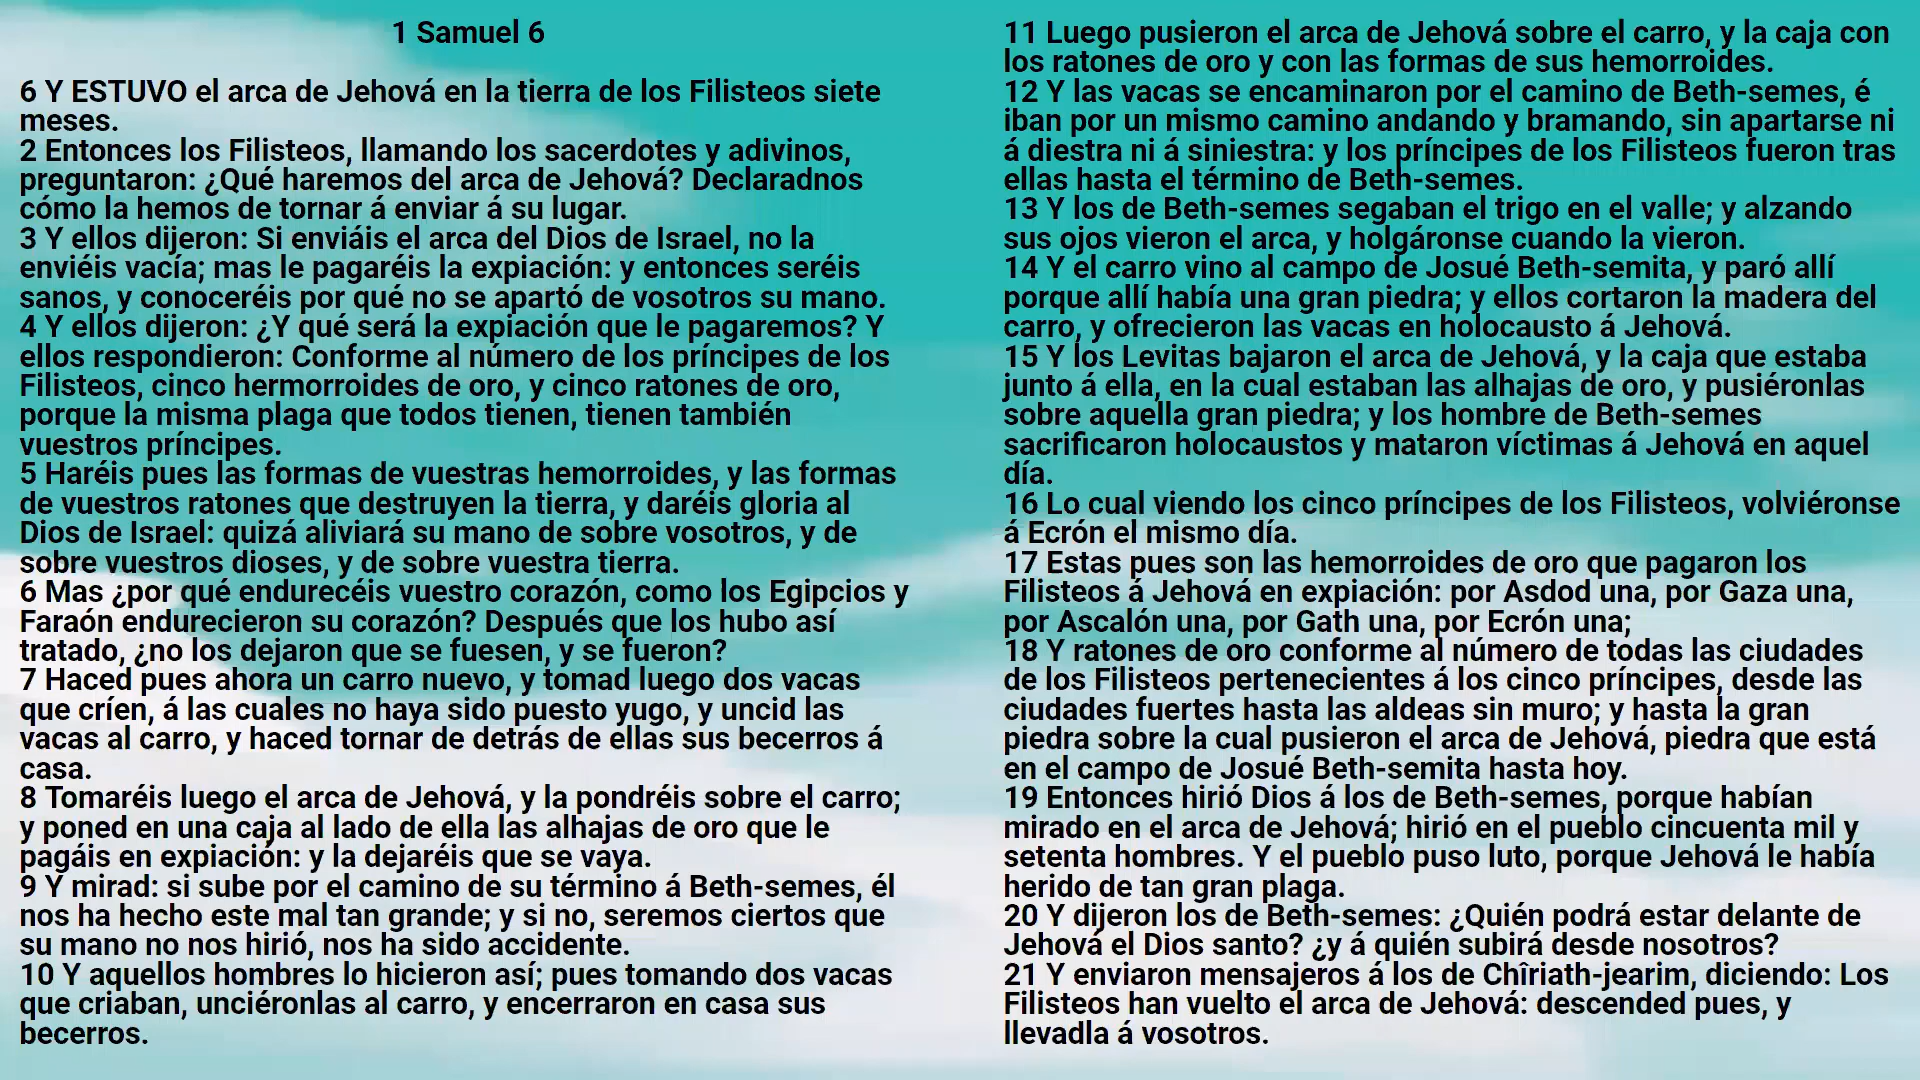 1 Samuel 6
6 Y ESTUVO el arca de Jehová en la tierra de los Filisteos siete
meses.
2 Entonces los Filisteos, llamando los sacerdotes y adivinos,
preguntaron: ¿Qué haremos del arca de Jehová? Declaradnos
cómo la hemos de tornar á enviar á su lugar.
3 Y ellos dijeron: Si enviáis el arca del Dios de Israel, no la
enviéis vacía; mas le pagaréis la expiación: y entonces seréis
sanos, y conoceréis por qué no se apartó de vosotros su mano.
4 Y ellos dijeron: ¿Y qué será la expiación que le pagaremos? Y
ellos respondieron: Conforme al número de los príncipes de los
Filisteos, cinco hermorroides de oro, y cinco ratones de oro,
porque la misma plaga que todos tienen, tienen también
vuestros príncipes.
5 Haréis pues las formas de vuestras hemorroides, y las formas
de vuestros ratones que destruyen la tierra, y daréis gloria al
Dios de Israel: quizá aliviará su mano de sobre vosotros, y de
sobre vuestros dioses, y de sobre vuestra tierra.
6 Mas ¿por qué endurecéis vuestro corazón, como los Egipcios y
Faraón endurecieron su corazón? Después que los hubo así
tratado, ¿no los dejaron que se fuesen, y se fueron?
7 Haced pues ahora un carro nuevo, y tomad luego dos vacas
que críen, á las cuales no haya sido puesto yugo, y uncid las
vacas al carro, y haced tornar de detrás de ellas sus becerros á
casa.
8 Tomaréis luego el arca de Jehová, y la pondréis sobre el carro;
y poned en una caja al lado de ella las alhajas de oro que le
pagáis en expiación: y la dejaréis que se vaya.
9 Y mirad: si sube por el camino de su término á Beth-semes, él
nos ha hecho este mal tan grande; y si no, seremos ciertos que
su mano no nos hirió, nos ha sido accidente.
10 Y aquellos hombres lo hicieron así; pues tomando dos vacas
que criaban, unciéronlas al carro, y encerraron en casa sus
becerros.
11 Luego pusieron el arca de Jehová sobre el carro, y la caja con
los ratones de oro y con las formas de sus hemorroides.
12 Y las vacas se encaminaron por el camino de Beth-semes, é
iban por un mismo camino andando y bramando, sin apartarse ni
á diestra ni á siniestra: y los príncipes de los Filisteos fueron tras
ellas hasta el término de Beth-semes.
13 Y los de Beth-semes segaban el trigo en el valle; y alzando
sus ojos vieron el arca, y holgáronse cuando la vieron.
14 Y el carro vino al campo de Josué Beth-semita, y paró allí
porque allí había una gran piedra; y ellos cortaron la madera del
carro, y ofrecieron las vacas en holocausto á Jehová.
15 Y los Levitas bajaron el arca de Jehová, y la caja que estaba
junto á ella, en la cual estaban las alhajas de oro, y pusiéronlas
sobre aquella gran piedra; y los hombre de Beth-semes
sacrificaron holocaustos y mataron víctimas á Jehová en aquel
día.
16 Lo cual viendo los cinco príncipes de los Filisteos, volviéronse
á Ecrón el mismo día.
17 Estas pues son las hemorroides de oro que pagaron los
Filisteos á Jehová en expiación: por Asdod una, por Gaza una,
por Ascalón una, por Gath una, por Ecrón una;
18 Y ratones de oro conforme al número de todas las ciudades
de los Filisteos pertenecientes á los cinco príncipes, desde las
ciudades fuertes hasta las aldeas sin muro; y hasta la gran
piedra sobre la cual pusieron el arca de Jehová, piedra que está
en el campo de Josué Beth-semita hasta hoy.
19 Entonces hirió Dios á los de Beth-semes, porque habían
mirado en el arca de Jehová; hirió en el pueblo cincuenta mil y
setenta hombres. Y el pueblo puso luto, porque Jehová le había
herido de tan gran plaga.
20 Y dijeron los de Beth-semes: ¿Quién podrá estar delante de
Jehová el Dios santo? ¿y á quién subirá desde nosotros?
21 Y enviaron mensajeros á los de Chîriath-jearim, diciendo: Los
Filisteos han vuelto el arca de Jehová: descended pues, y
llevadla á vosotros.